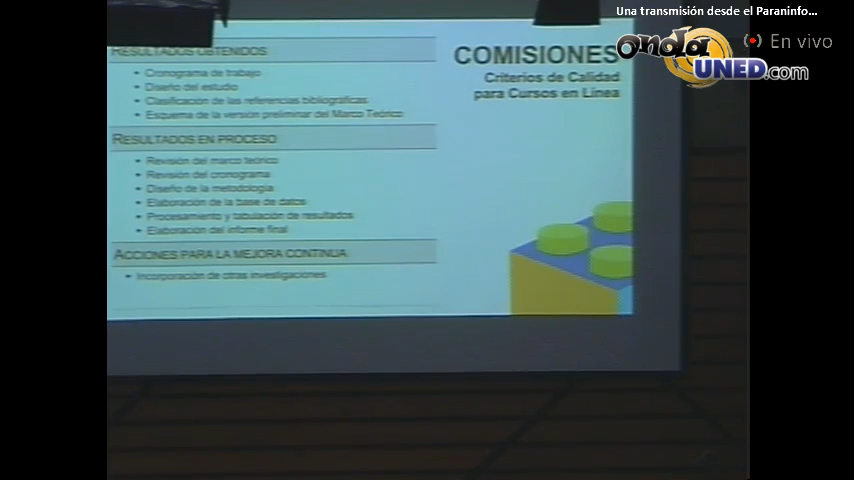 Una transmisión desde el Paraninfo...
onda
UNED.com
En vivo
RESULTADOS OBTENIDOS
• Cronograma de trabajo
• Diseño del estudio
• Clasificación de las referencias bibliográficas
• Esquema de la versión preliminar del Marco Teórico
RESULTADOS EN PROCESO
• Revisión del marco teórico
• Revisión del cronograma
• Diseño de la metodología
• Elaboración de la base de datos
• Procesamiento y tabulación de resultados
• Elaboración del informe final
ACCIONES PARA LA MEJORA CONTINUA
• Incorporación de otras investigaciones
COMISIONES
Criterios de Calidad
para Cursos en Línea